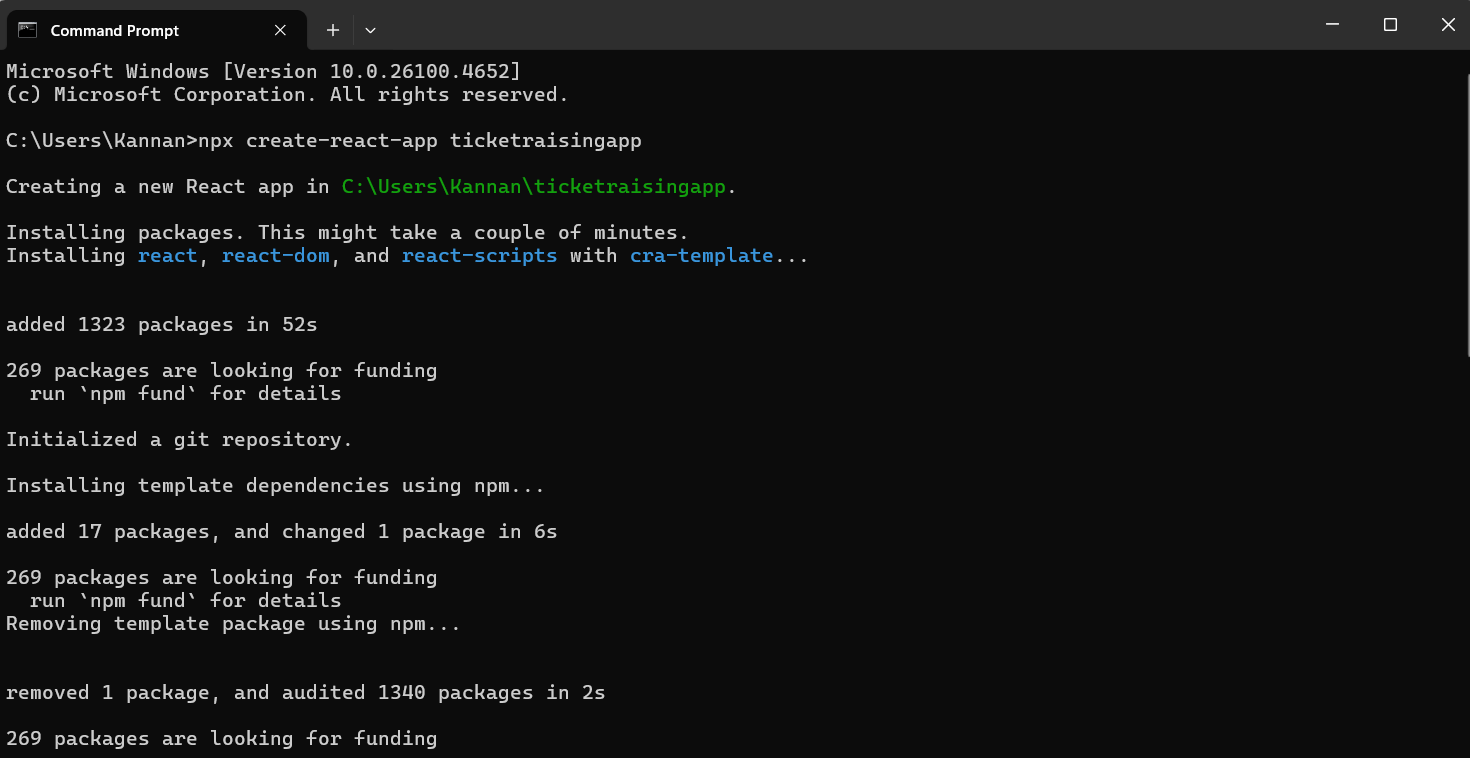 Command Prompt
Microsoft Windows [Version 10.0.26100.4652]
(c) Microsoft Corporation. All rights reserved.
C:\Users\Kannan>npx create-react-app ticketraisingapp
Creating a new React app in C:\Users\Kannan\ticketraisingapp.
Installing packages. This might take a couple of minutes.
Installing react, react-dom, and react-scripts with cra-template...
added 1323 packages in 52s
269 packages are looking for funding
  run `npm fund` for details
Initialized a git repository.
Installing template dependencies using npm...
added 17 packages, and changed 1 package in 6s
269 packages are looking for funding
  run `npm fund` for details
Removing template package using npm...
removed 1 package, and audited 1340 packages in 2s
269 packages are looking for funding